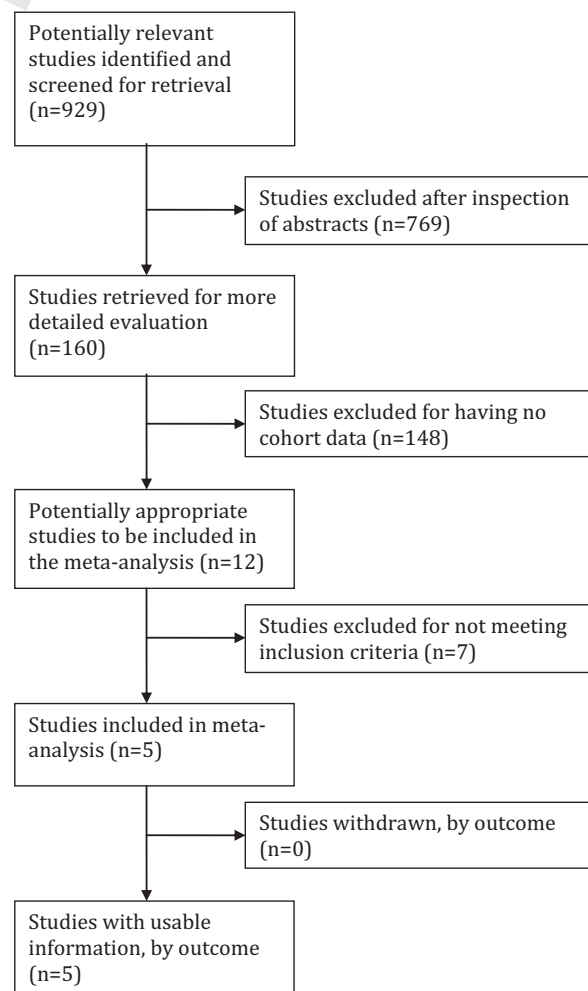 Potentially relevant
studies identified and
screened for retrieval
(n=929)
Studies excluded after inspection
of abstracts (n=769)
Studies retrieved for more
detailed evaluation
(n=160)
Studies excluded for having no
cohort data (n=148)
Potentially appropriate
studies to be included in
the meta-analysis (n=12)
Studies excluded for not meeting
inclusion criteria (n=7)
Studies included in meta-
analysis (n=5)
Studies withdrawn, by outcome
(n=0)
Studies with usable
information, by outcome
(n=5)